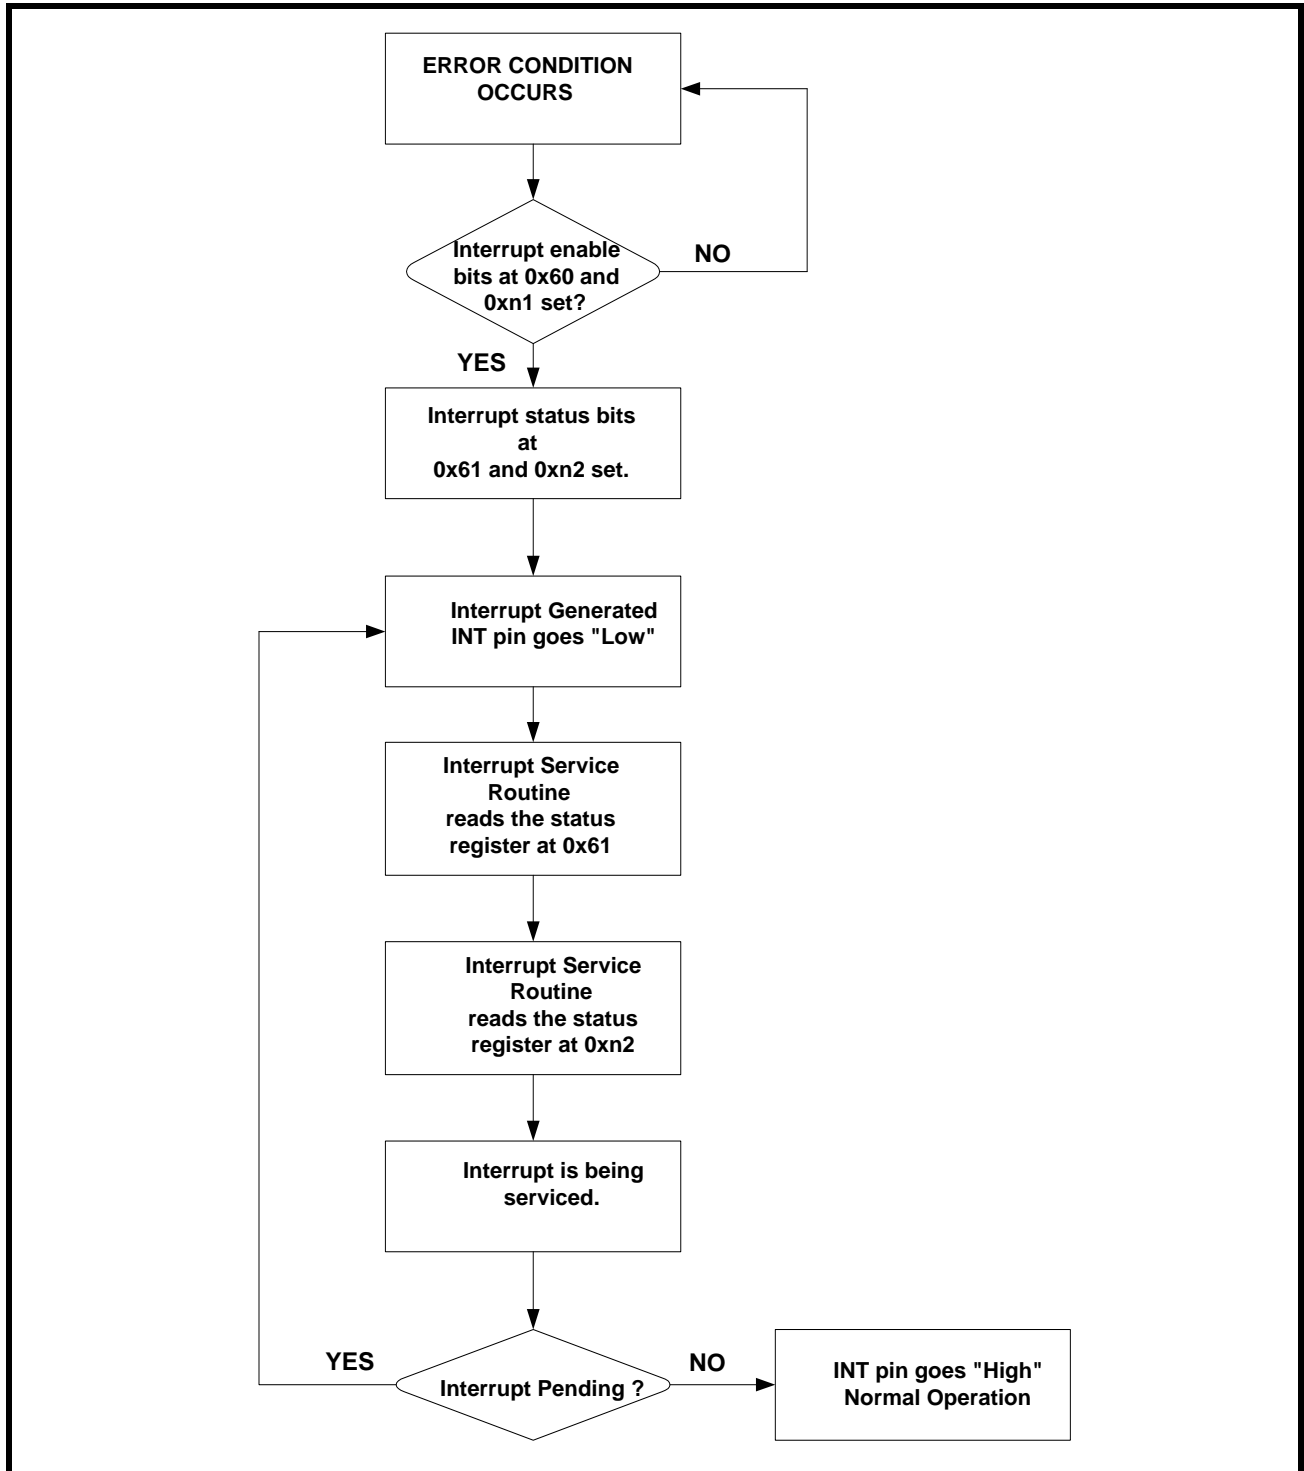 ERROR CONDITION
OCCURS
Interrupt enable
bits at 0x60 and
0xn1 set?
NO
YES
Interrupt status bits
at
0x61 and 0xn2 set.
Interrupt Generated
INT pin goes "Low"
Interrupt Service
Routine
reads the status
register at 0x61
Interrupt Service
Routine
reads the status
register at 0xn2
Interrupt is being
serviced.
YES
Interrupt Pending ?
NO
INT pin goes "High"
Normal Operation